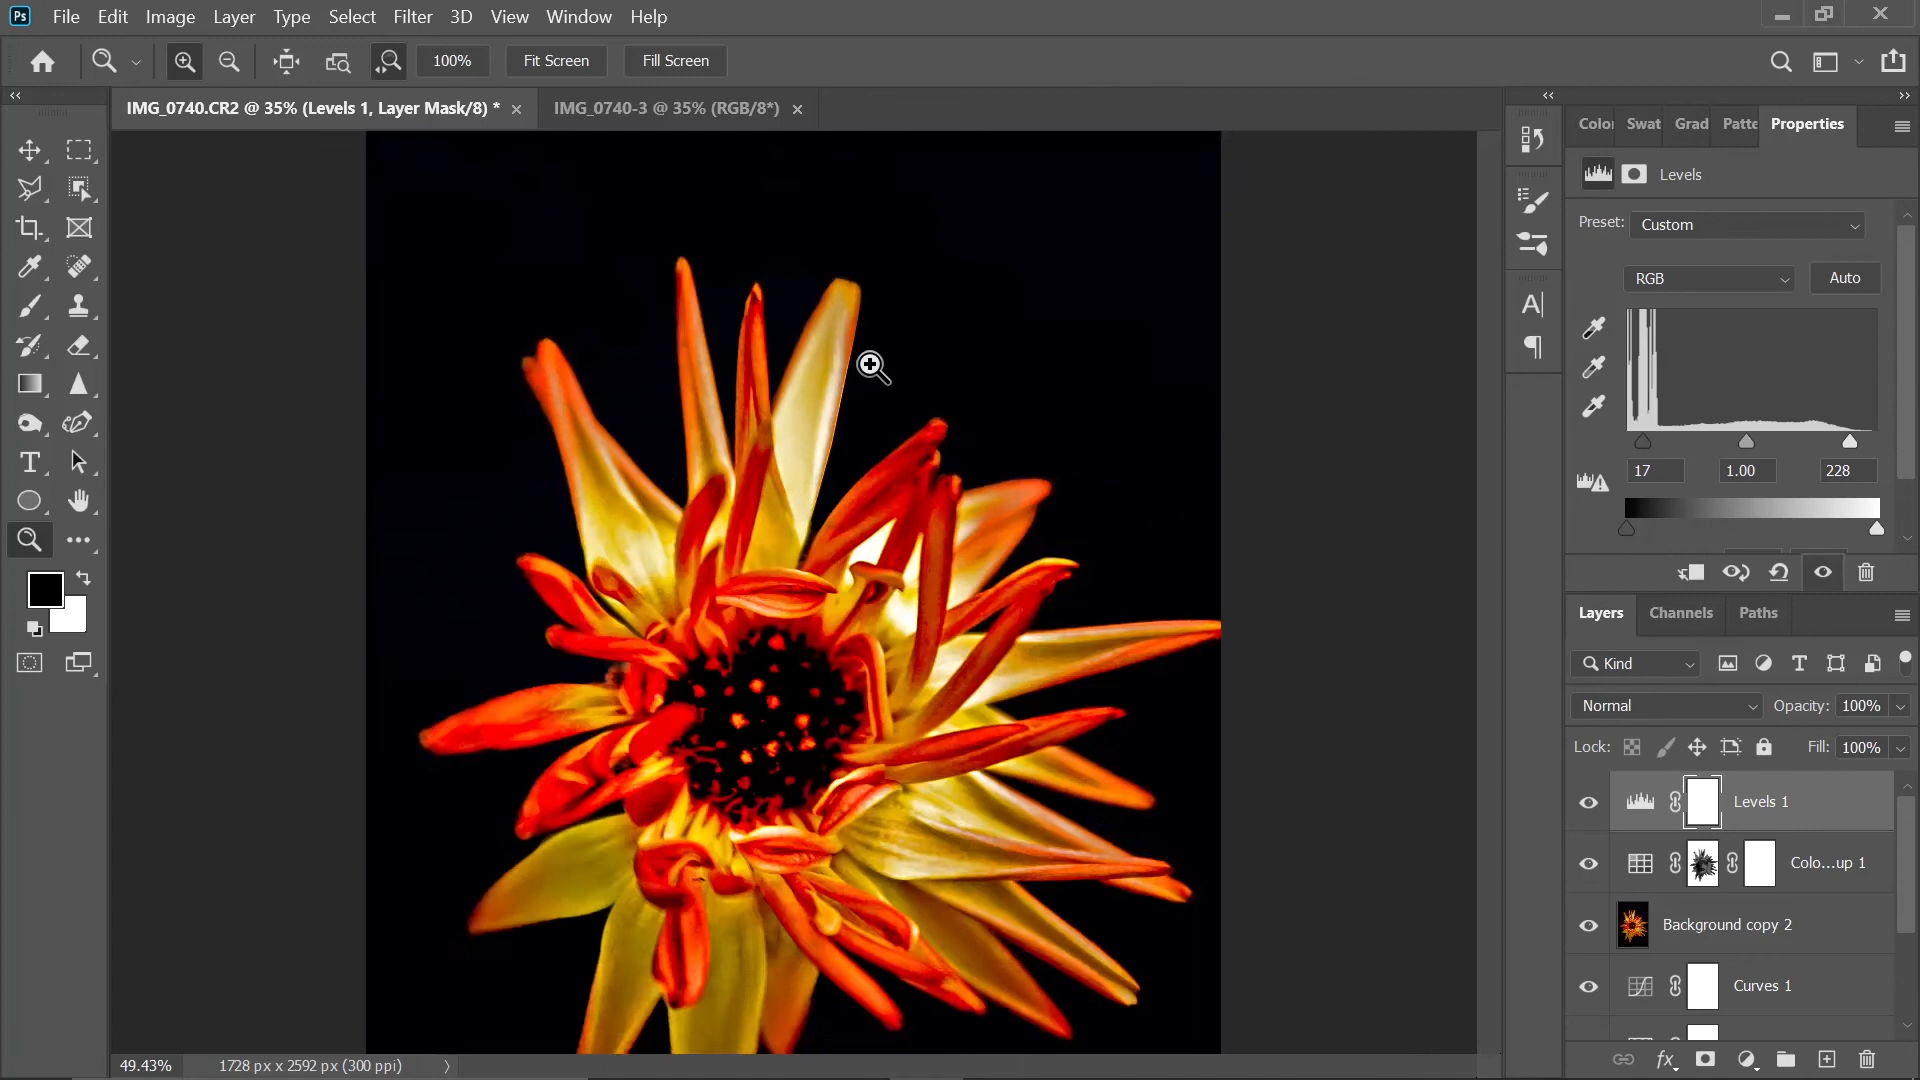 Ps File Edit Image Layer Type Select Filter 3D View Window Help
100% Fit Screen Fill Screen
IMG_0740.CR2 @ 35% (Levels 1, Layer Mask/8) * IMG_0740-3 @ 35% (RGB/8*)
Color Swat Grad Patte Properties
Levels
Preset: Custom
RGB Auto
17 1.00 228
Layers Channels Paths
Kind
Normal Opacity: 100%
Lock: Fill: 100%
Levels 1
Colo...up 1
Background copy 2
Curves 1
fx
49.43% 1728 px x 2592 px (300 ppi)